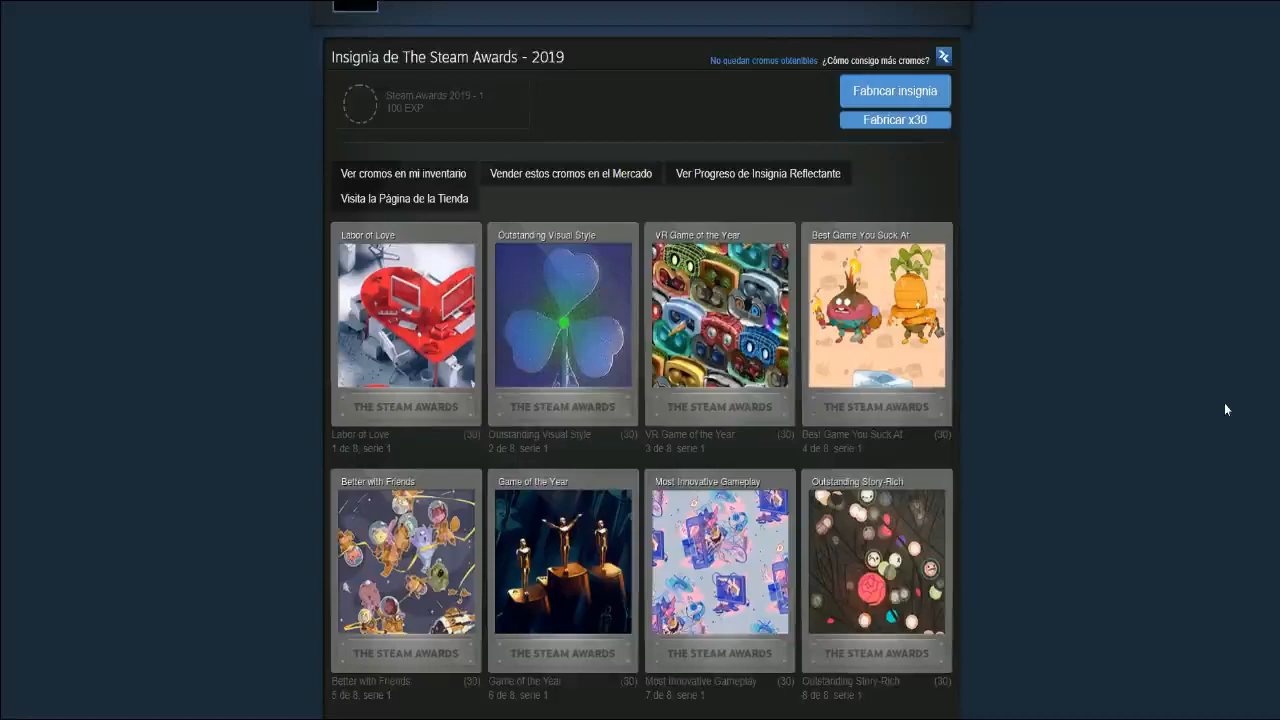 Insignia de The Steam Awards - 2019
No quedan cromos obtenibles ¿Cómo consigo más cromos?
Steam Awards 2019 - 1...
100 EXP
Fabricar insignia
Fabricar x30
Ver cromos en mi inventario Vender estos cromos en el Mercado Ver Progreso de Insignia Reflectante
Visita la Página de la Tienda
Labor of Love Outstanding Visual Style VR Game of the Year Best Game You Suck At
THE STEAM AWARDS THE STEAM AWARDS THE STEAM AWARDS THE STEAM AWARDS
Labor of Love (30) Outstanding Visual Style (30) VR Game of the Year (30) Best Game You Suck At (30)
1 de 8, serie 1 2 de 8, serie 1 3 de 8, serie 1 4 de 8, serie 1
Better with Friends Game of the Year Most Innovative Gameplay Outstanding Story-Rich
THE STEAM AWARDS THE STEAM AWARDS THE STEAM AWARDS THE STEAM AWARDS
Better with Friends (30) Game of the Year (30) Most Innovative Gameplay (30) Outstanding Story-Rich (30)
5 de 8, serie 1 6 de 8, serie 1 7 de 8, serie 1 8 de 8, serie 1